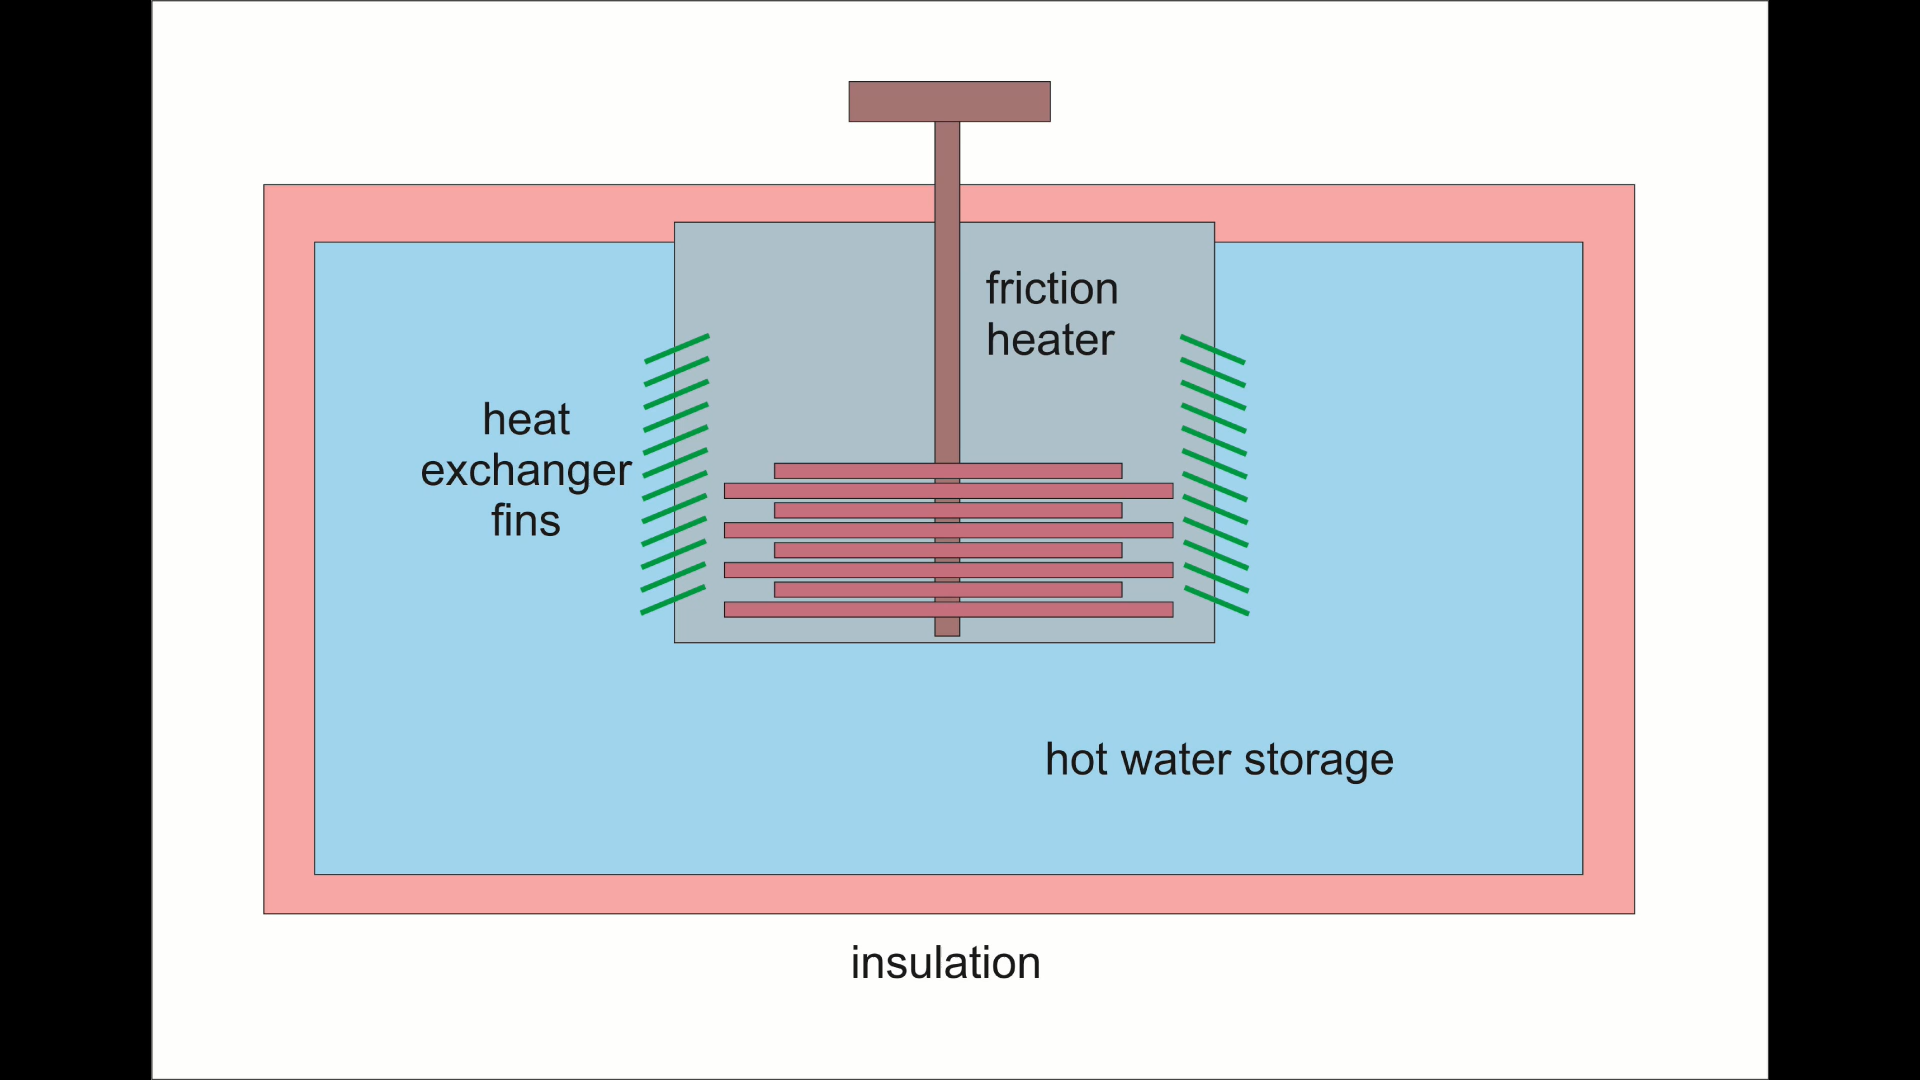 friction
heater
heat
exchanger
fins
hot water storage
insulation